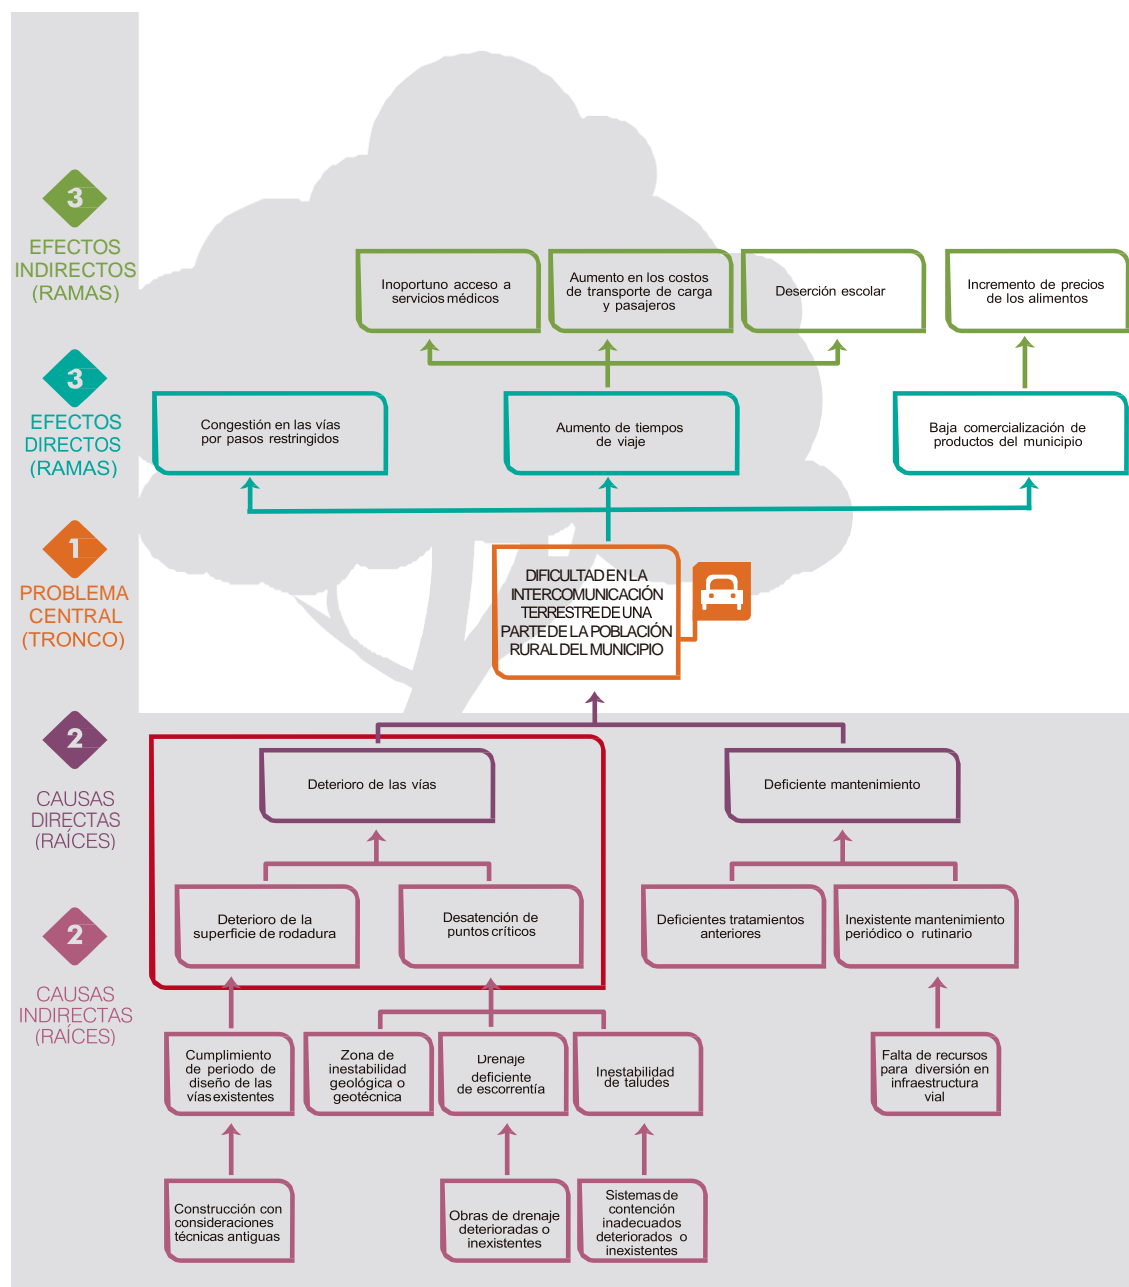 3
EFECTOS
INDIRECTOS
(RAMAS)
Inoportuno acceso a
servicios médicos
Aumento en los costos
de transporte de carga
y pasajeros
Deserción escolar
Incremento de precios
de los alimentos
3
EFECTOS
DIRECTOS
(RAMAS)
Congestión en las vías
por pasos restringidos
Aumento de tiempos
de viaje
Baja comercialización de
productos del municipio
1
PROBLEMA
CENTRAL
(TRONCO)
DIFICULTAD EN LA
INTERCOMUNICACIÓN
TERRESTRE DE UNA
PARTE DE LA POBLACIÓN
RURAL DEL MUNICIPIO
2
CAUSAS
DIRECTAS
(RAÍCES)
Deterioro de las vías
Deficiente mantenimiento
2
CAUSAS
INDIRECTAS
(RAÍCES)
Deterioro de la
superficie de rodadura
Desatención de
puntos críticos
Deficientes tratamientos
anteriores
Inexistente mantenimiento
periódico o rutinario
Cumplimiento
de periodo de
diseño de las
vías existentes
Zona de
inestabilidad
geológica o
geotécnica
Drenaje
deficiente
de escorrentía
Inestabilidad
de taludes
Falta de recursos
para diversión en
infraestructura
vial
Construcción con
consideraciones
técnicas antiguas
Obras de drenaje
deterioradas o
inexistentes
Sistemas de
contención
inadecuados
deteriorados o
inexistentes